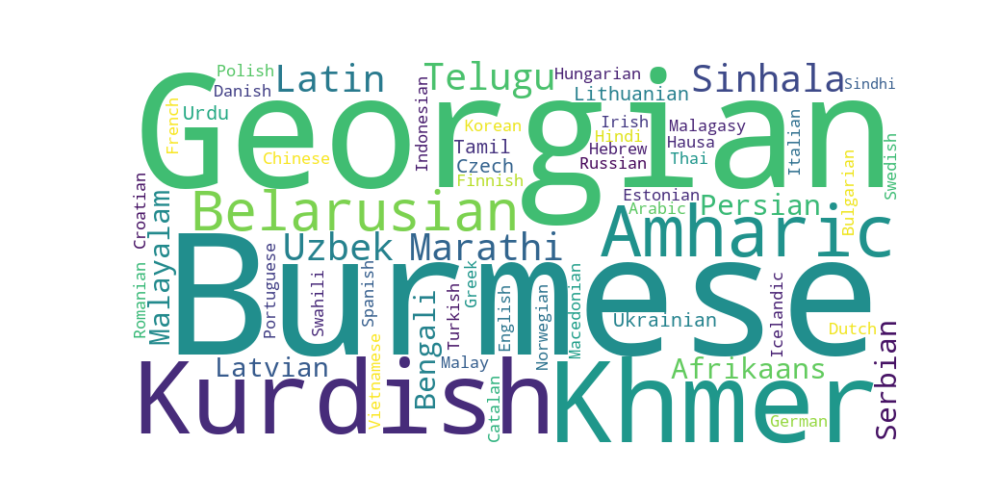 Polish
Latin
Telugu
Hungarian
Sinhala
Sindhi
Danish
Lithuanian
French
Urdu
Georgian
Indonesian
Korean
Irish
Malagasy
Italian
Hindi
Hausa
Chinese
Tamil
Hebrew
Thai
Czech
Russian
Swedish
Finnish
Bulgarian
Croatian
Malayalam
Belarusian
Estonian
Arabic
Persian
Amharic
Uzbek
Marathi
Romanian
Burmese
Portuguese
Swahili
Spanish
Greek
Turkish
English
Norwegian
Macedonian
Icelandic
Ukrainian
Dutch
Bengali
Vietnamese
Latvian
Malay
Afrikaans
Serbian
Kurdish
Catalan
Khmer
German